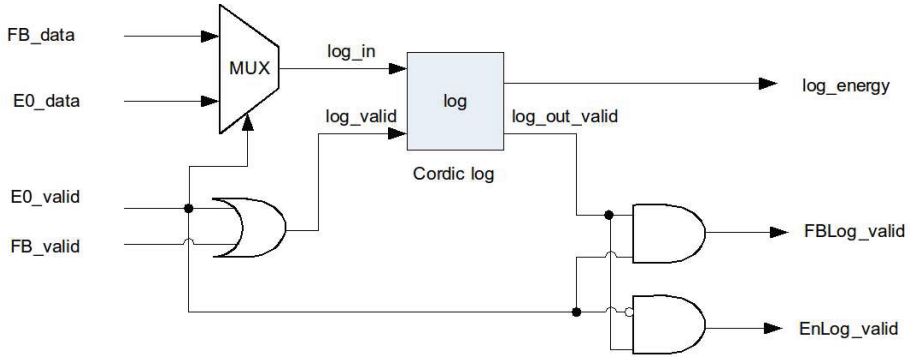 FB_data
E0_data
MUX
log_in
log_valid
log
log_out_valid
log_energy
Cordic log
E0_valid
FB_valid
FBLog_valid
EnLog_valid